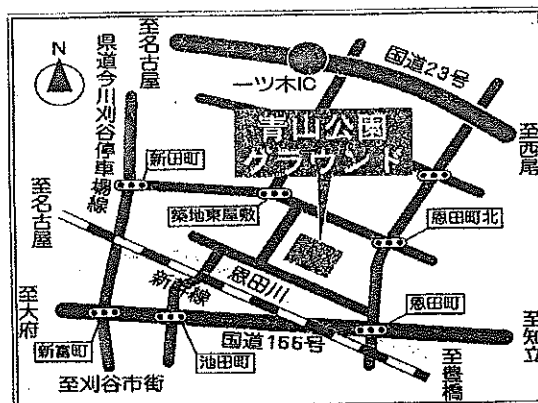 至名古屋
N
県道今川刈谷停車場線
国道23号
一ツ木IC
青山公園
グラウンド
至西尾
新田町
至名古屋
築地東屋敷
恩田町北
恩田川
至大府
恩田町
新富町
池田町
国道155号
至知立
至刈谷市街
至豊橋